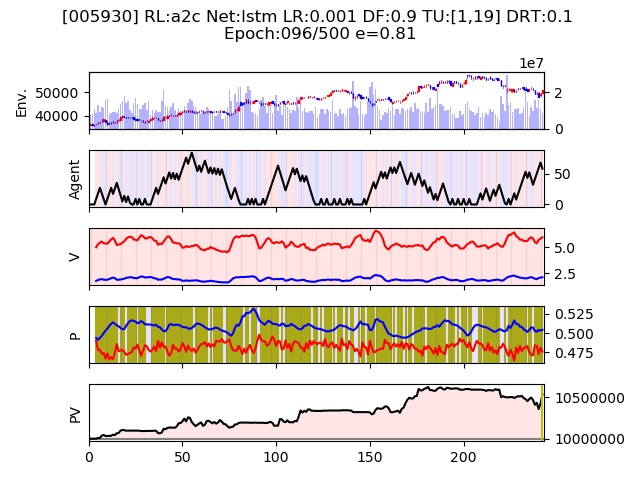 [005930] RL:a2c Net:lstm LR:0.001 DF:0.9 TU:[1,19] DRT:0.1
Epoch:096/500 e=0.81
1e7
Env.
50000
40000
2
0
Agent
50
0
V
5.0
2.5
P
0.525
0.500
0.475
PV
10500000
10000000
0 50 100 150 200